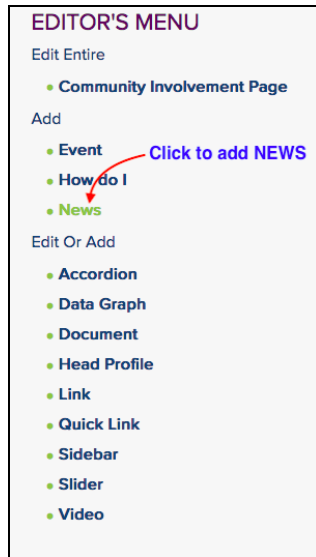 EDITOR'S MENU
Edit Entire
Community Involvement Page
Add
Event
Click to add NEWS
How do I
News
Edit Or Add
Accordion
Data Graph
Document
Head Profile
Link
Quick Link
Sidebar
Slider
Video